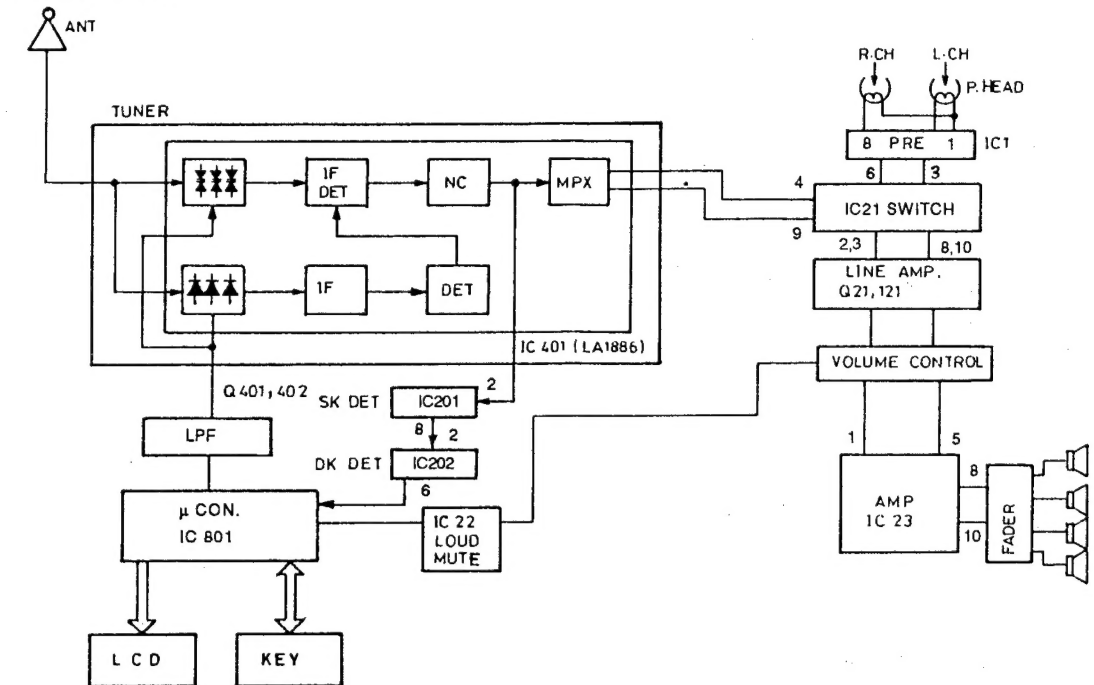 ANT
R.CH L.CH
P.HEAD
TUNER
8 PRE 1 IC1
6 3
IF
DET
NC
MPX
4
IC21 SWITCH
9
2,3 8,10
LINE AMP.
Q21,121
IF
DET
IC 401 (LA1886)
VOLUME CONTROL
Q401,402
SK DET IC201 2
8 2
LPF
DK DET IC202
6
1 5
8
AMP
IC 23
10
FADER
μ CON.
IC 801
IC 22
LOUD
MUTE
LCD
KEY